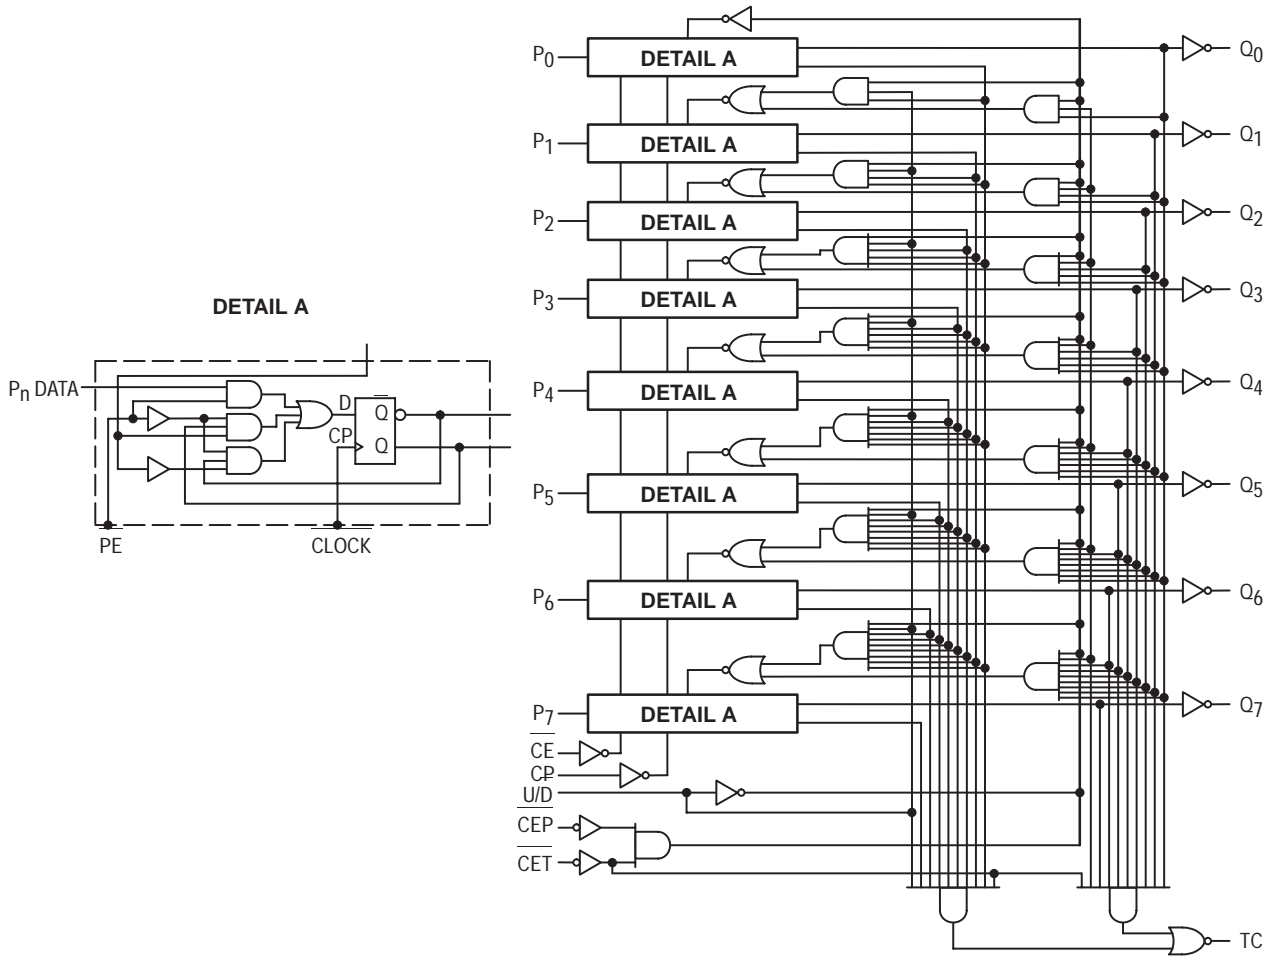 P0 DETAIL A Q0
P1 DETAIL A Q1
P2 DETAIL A Q2
P3 DETAIL A Q3
P4 DETAIL A Q4
P5 DETAIL A Q5
P6 DETAIL A Q6
P7 DETAIL A Q7
CE
CP
U/D
CEP
CET
TC
DETAIL A
Pn DATA
D Q
CP Q
PE CLOCK